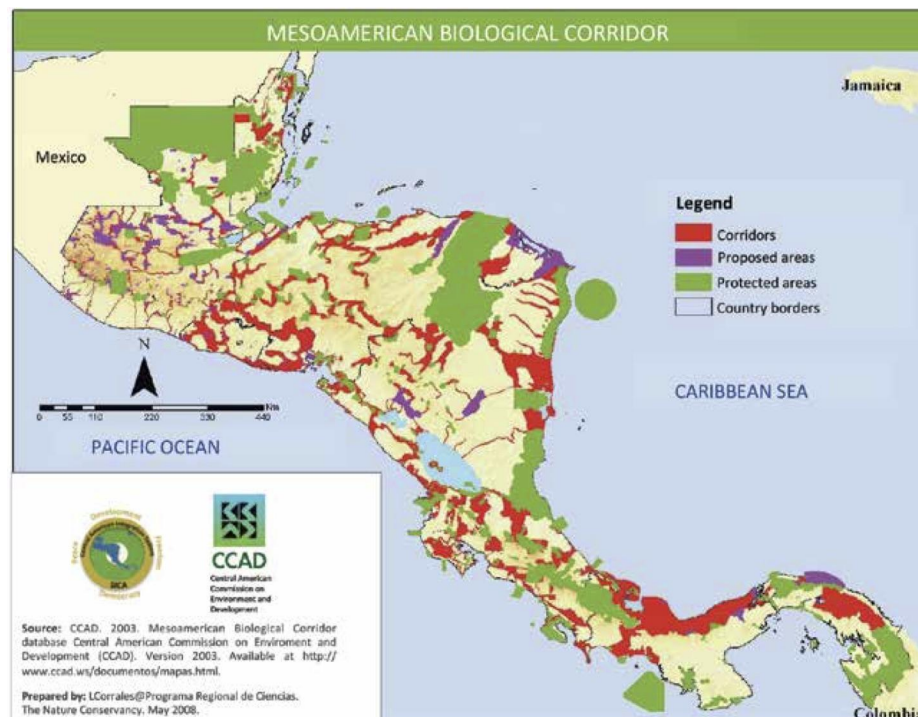 MESOAMERICAN BIOLOGICAL CORRIDOR
Jamaica
Mexico
Legend
Corridors
Proposed areas
Protected areas
Country borders
N
Km
0 55 110 220 330 440
CARIBBEAN SEA
PACIFIC OCEAN
Development
Democracy
SICA
CCAD
Central American
Commission on
Environment and
Development
Source: CCAD. 2003. Mesoamerican Biological Corridor
database Central American Commission on Enviroment and
Development (CCAD). Version 2003. Available at http://
www.ccad.ws/documentos/mapas.html.
Prepared by: LCorrales@Programa Regional de Ciencias.
The Nature Conservancy. May 2008.
Colombia